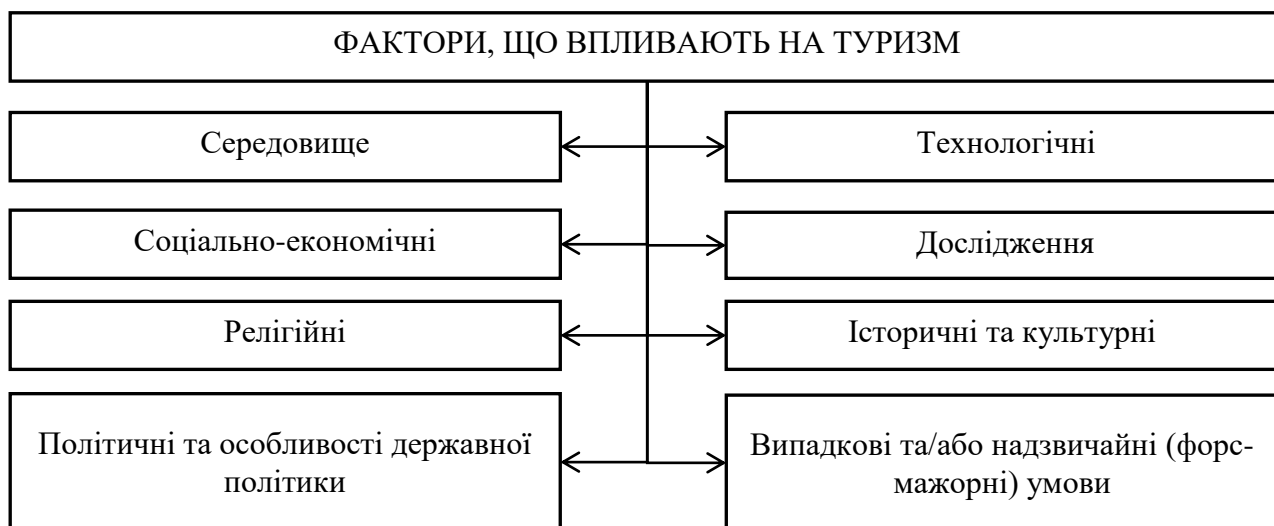 ФАКТОРИ, ЩО ВПЛИВАЮТЬ НА ТУРИЗМ
Середовище
Технологічні
Соціально-економічні
Дослідження
Релігійні
Історичні та культурні
Політичні та особливості державної
політики
Випадкові та/або надзвичайні (форс-
мажорні) умови